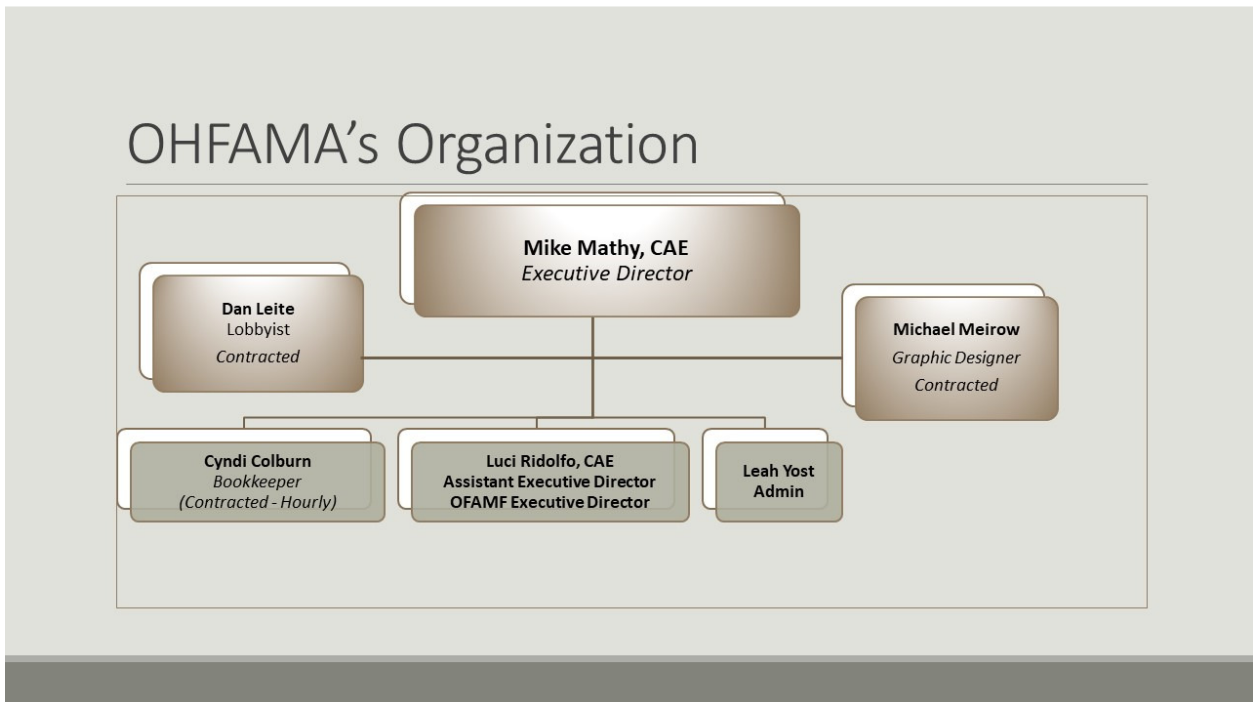 OHFAMA's Organization
Mike Mathy, CAE
Executive Director
Dan Leite
Lobbyist
Contracted
Michael Meirow
Graphic Designer
Contracted
Cyndi Colburn
Bookkeeper
(Contracted - Hourly)
Luci Ridolfo, CAE
Assistant Executive Director
OFAMF Executive Director
Leah Yost
Admin